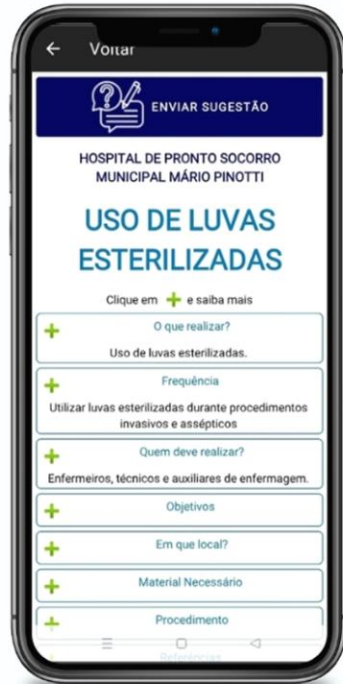 Voltar
ENVIAR SUGESTÃO
HOSPITAL DE PRONTO SOCORRO
MUNICIPAL MÁRIO PINOTTI
USO DE LUVAS
ESTERILIZADAS
Clique em e saiba mais
O que realizar?
Uso de luvas esterilizadas.
Frequência
Utilizar luvas esterilizadas durante procedimentos
invasivos e assépticos
Quem deve realizar?
Enfermeiros, técnicos e auxiliares de enfermagem.
Objetivos
Em que local?
Material Necessário
Procedimento
Referências